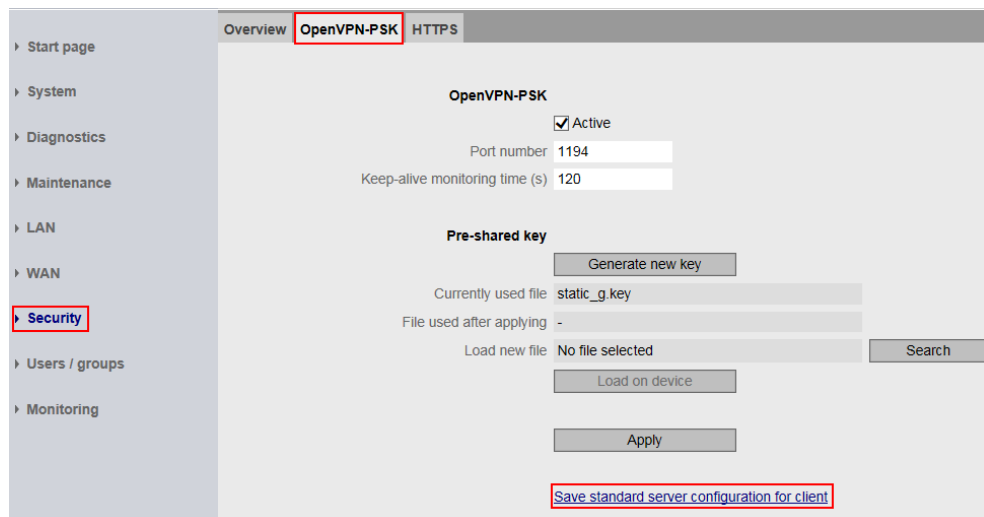 Overview OpenVPN-PSK HTTPS
Start page
System
Diagnostics
Maintenance
LAN
WAN
Security
Users / groups
Monitoring
OpenVPN-PSK
Active
Port number 1194
Keep-alive monitoring time (s) 120
Pre-shared key
Generate new key
Currently used file static_g.key
File used after applying -
Load new file No file selected Search
Load on device
Apply
Save standard server configuration for client